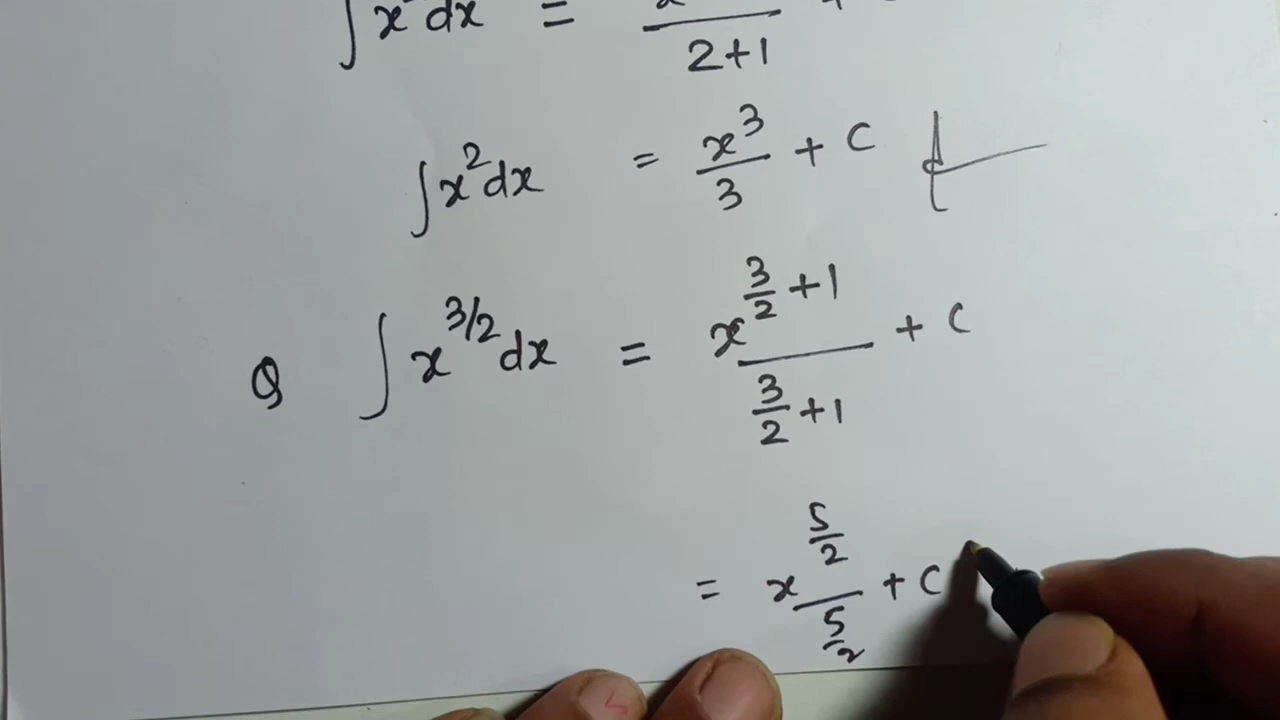 ∫x dx =
2+1
∫x²dx = x³/3 + C
Q ∫x^3/2 dx = x^(3/2 +1) / (3/2 +1) + C
= x^(5/2) / (5/2) + C